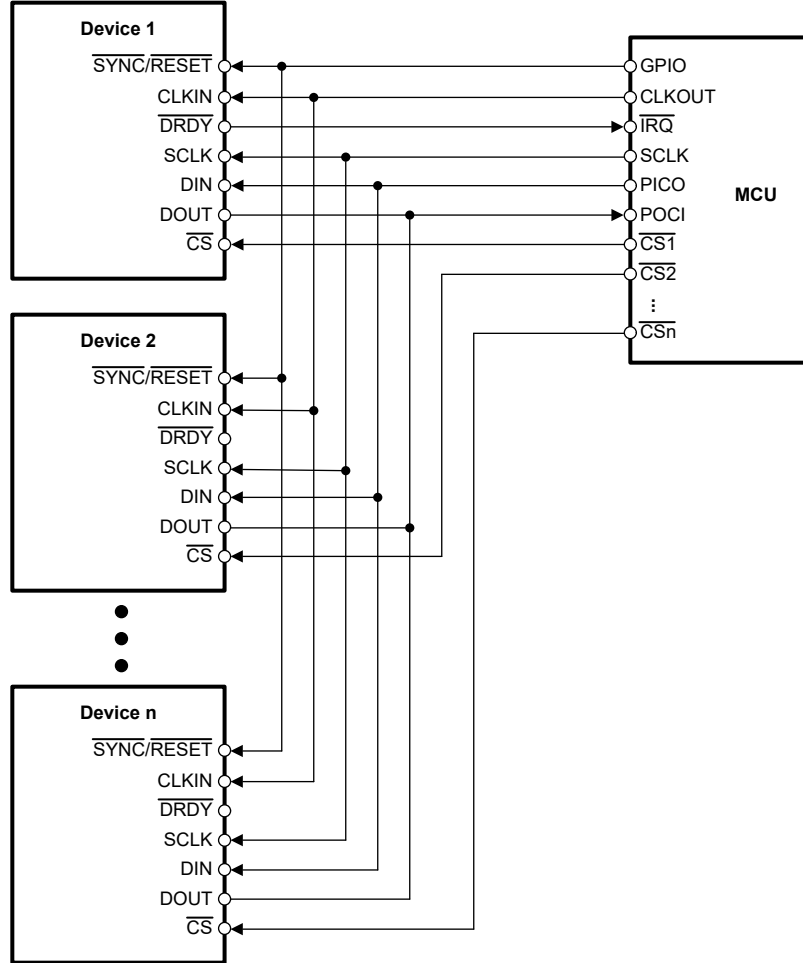 Device 1
SYNC/RESET
CLKIN
DRDY
SCLK
DIN
DOUT
CS
GPIO
CLKOUT
IRQ
SCLK
PICO
POCI
CS1
CS2
⋮
CSn
MCU
Device 2
SYNC/RESET
CLKIN
DRDY
SCLK
DIN
DOUT
CS
Device n
SYNC/RESET
CLKIN
DRDY
SCLK
DIN
DOUT
CS